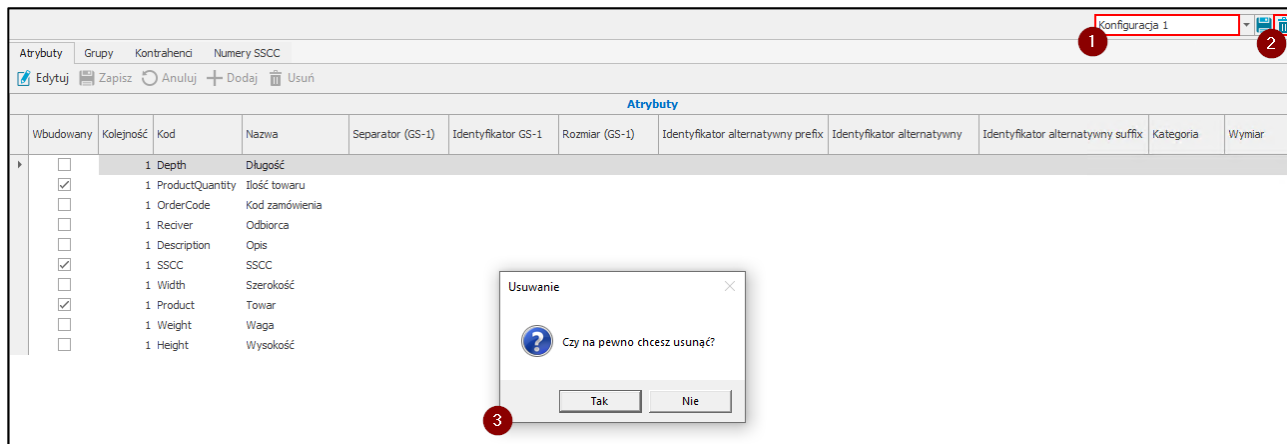 Konfiguracja 1
1
2
Atrybuty Grupy Kontrahenci Numery SSCC
Edytuj Zapisz Anuluj Dodaj Usuń
Atrybuty
Wbudowany Kolejność Kod Nazwa Separator (GS-1) Identyfikator GS-1 Rozmiar (GS-1) Identyfikator alternatywny prefix Identyfikator alternatywny Identyfikator alternatywny suffix Kategoria Wymiar
1 Depth Długość
1 ProductQuantity Ilość towaru
1 OrderCode Kod zamówienia
1 Reciver Odbiorca
1 Description Opis
1 SSCC SSCC
1 Width Szerokość
1 Product Towar
1 Weight Waga
1 Height Wysokość
Usuwanie
Czy na pewno chcesz usunąć?
Tak Nie
3